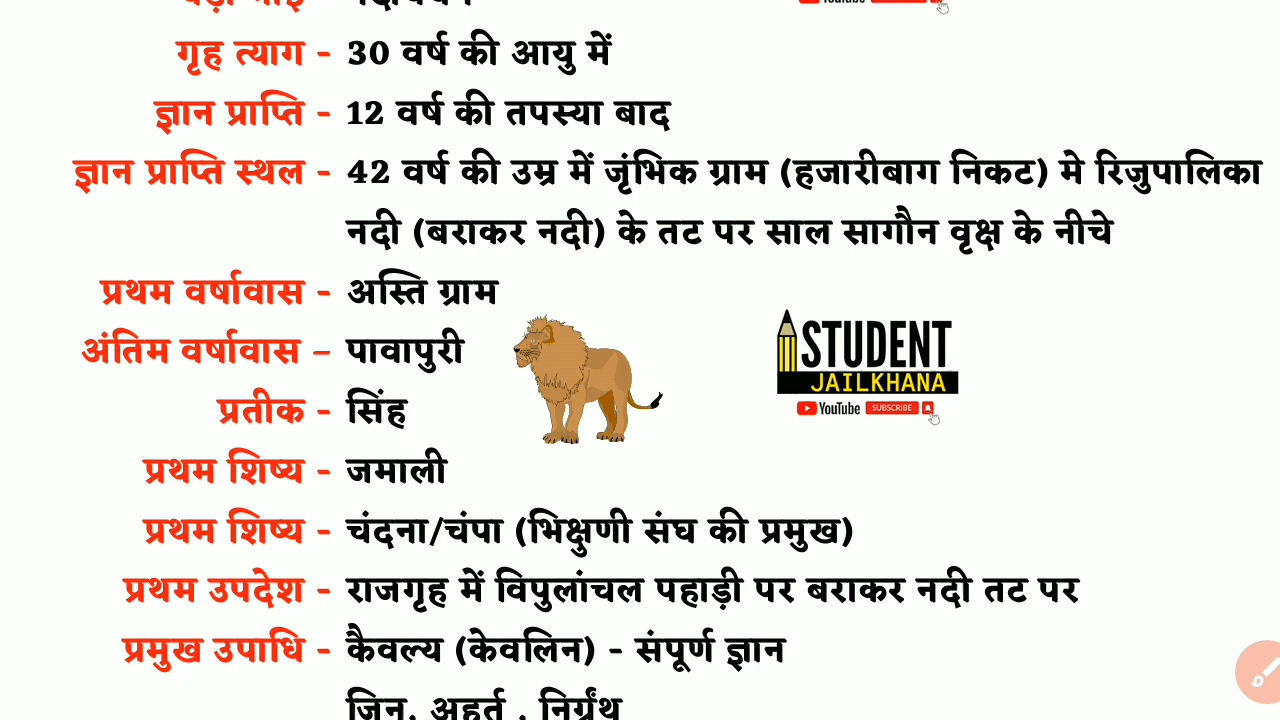 गृह त्याग - 30 वर्ष की आयु में
ज्ञान प्राप्ति - 12 वर्ष की तपस्या बाद
ज्ञान प्राप्ति स्थल - 42 वर्ष की उम्र में जृंभिक ग्राम (हजारीबाग निकट) मे रिजुपालिका
नदी (बराकर नदी) के तट पर साल सागौन वृक्ष के नीचे
प्रथम वर्षावास - अस्ति ग्राम
अंतिम वर्षावास – पावापुरी
प्रतीक - सिंह
STUDENT
JAILKHANA
YouTube SUBSCRIBE
प्रथम शिष्य - जमाली
प्रथम शिष्य - चंदना/चंपा (भिक्षुणी संघ की प्रमुख)
प्रथम उपदेश - राजगृह में विपुलांचल पहाड़ी पर बराकर नदी तट पर
प्रमुख उपाधि - कैवल्य (केवलिन) - संपूर्ण ज्ञान
जिन, अहर्त , निर्ग्रंथ